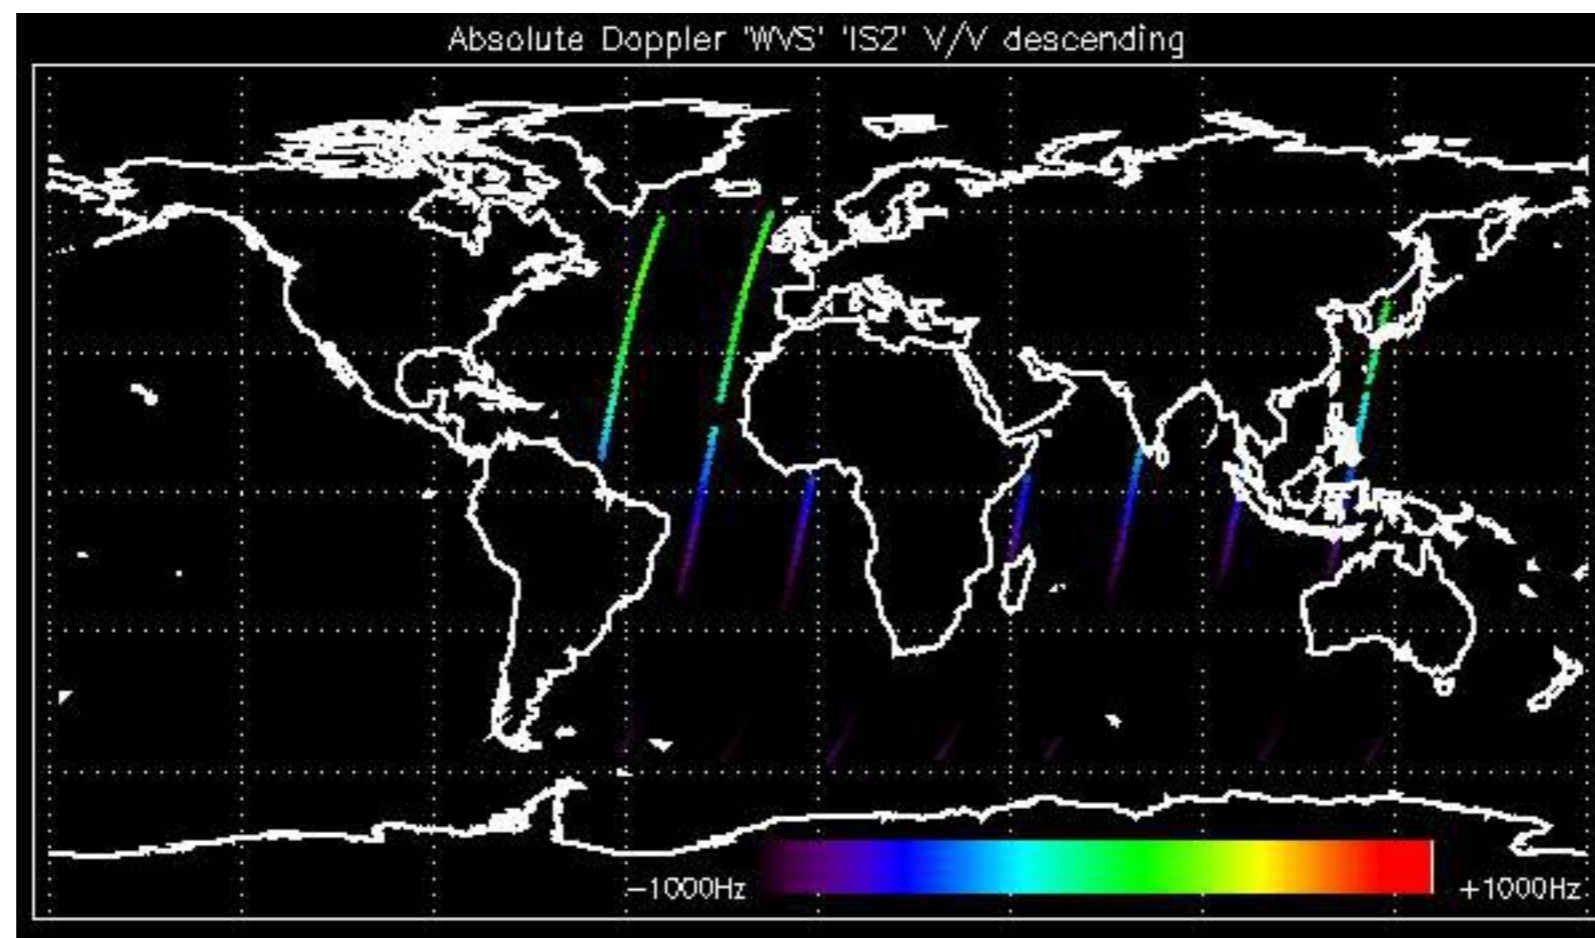 Absolute Doppler 'WVS' 'IS2' V/V descending
−1000Hz
+1000Hz